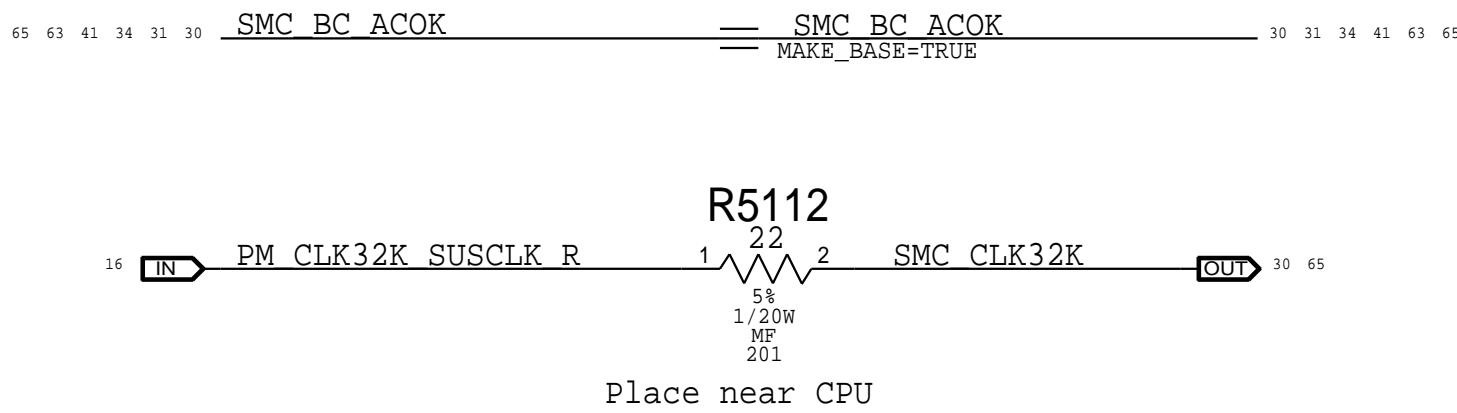 65 63 41 34 31 30 SMC_BC_ACOK SMC_BC_ACOK 30 31 34 41 63 65
MAKE_BASE=TRUE
R5112
22
16 IN PM_CLK32K_SUSCLK_R 1 2 SMC_CLK32K OUT 30 65
5%
1/20W
MF
201
Place near CPU